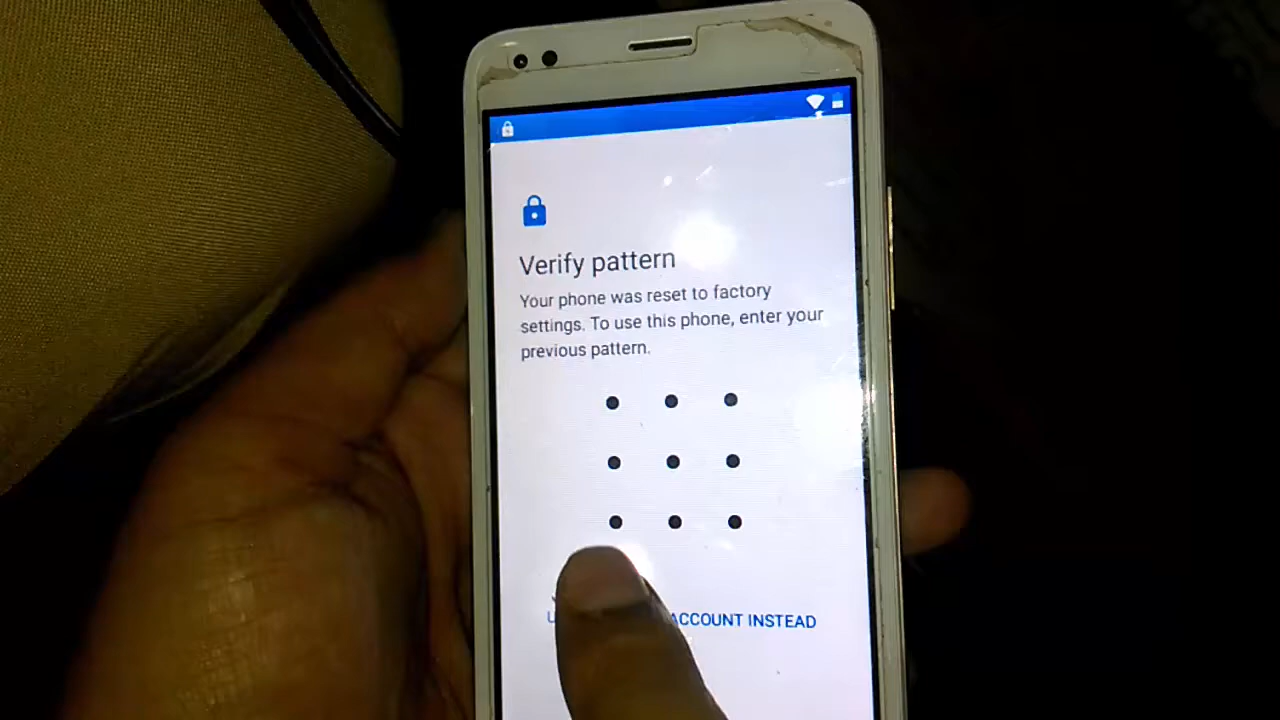 Verify pattern
Your phone was reset to factory
settings. To use this phone, enter your
previous pattern.
ACCOUNT INSTEAD